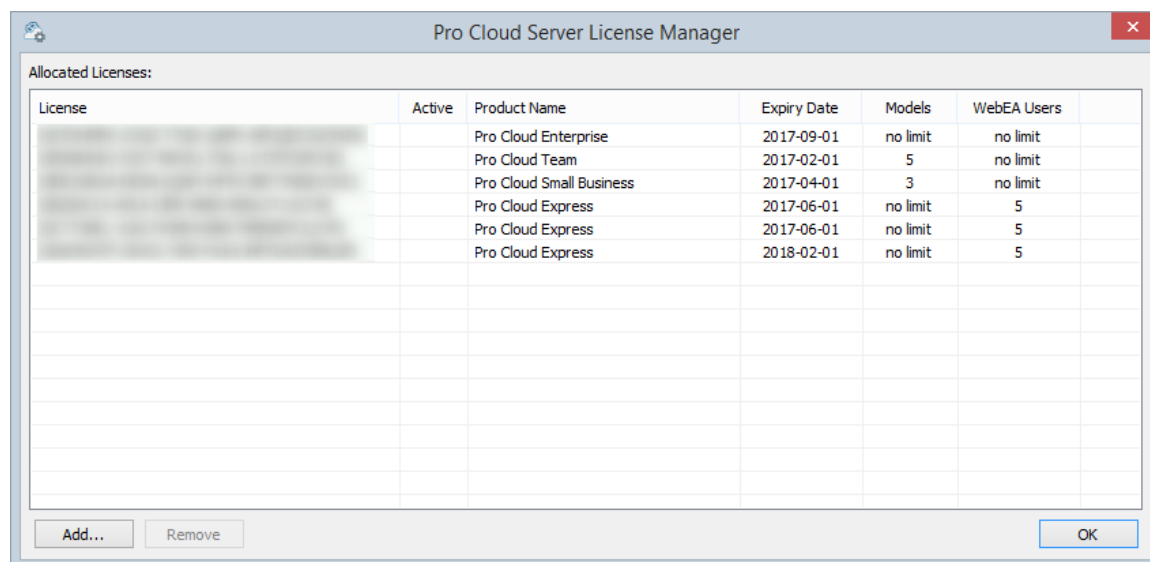 Pro Cloud Server License Manager
Allocated Licenses:
License Active Product Name Expiry Date Models WebEA Users
Pro Cloud Enterprise 2017-09-01 no limit no limit
Pro Cloud Team 2017-02-01 5 no limit
Pro Cloud Small Business 2017-04-01 3 no limit
Pro Cloud Express 2017-06-01 no limit 5
Pro Cloud Express 2017-06-01 no limit 5
Pro Cloud Express 2018-02-01 no limit 5
Add... Remove OK